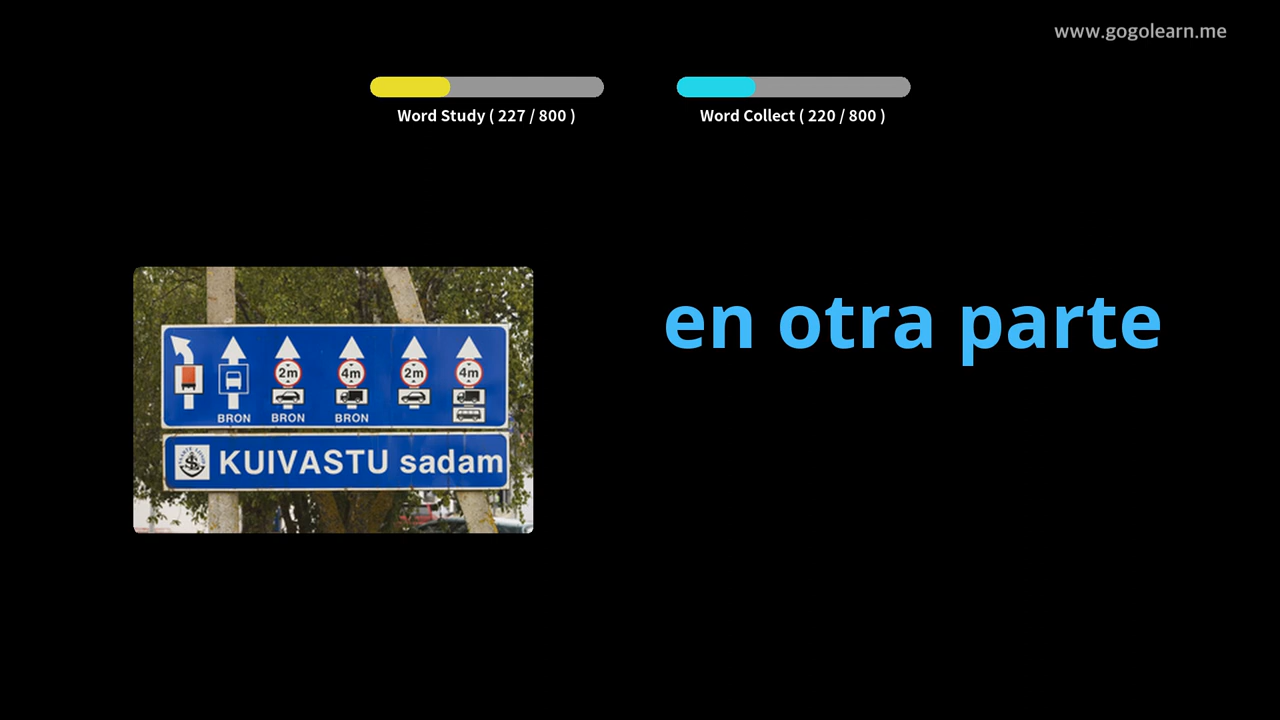 www.gogolearn.me
Word Study ( 227 / 800 )
Word Collect ( 220 / 800 )
en otra parte
2m 4m 2m 4m
BRON BRON BRON
KUIVASTU sadam